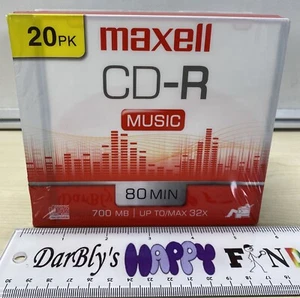 20PK
maxell
CD-R
MUSIC
80 MIN
700 MB | UP TO/MAX 32X
DarBly's HAPPY FIND